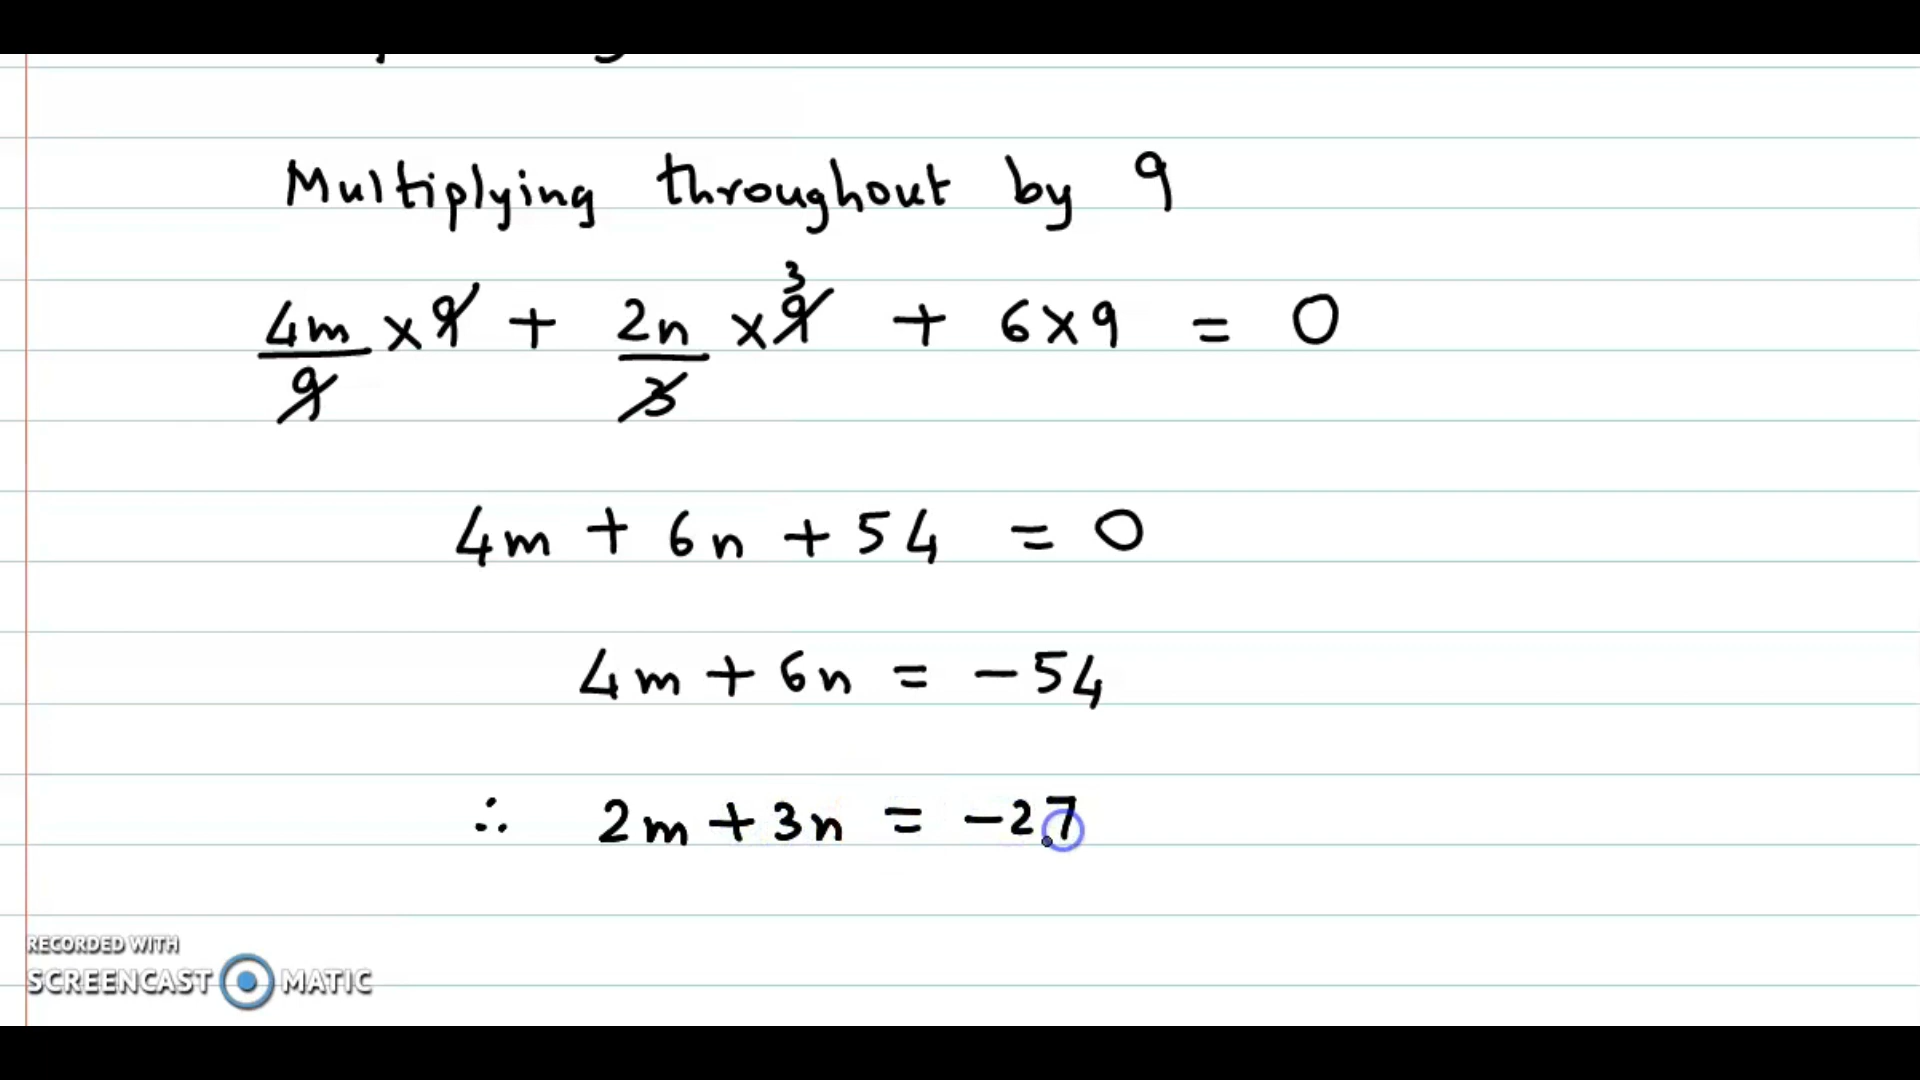 Multiplying throughout by 9
4m/9 × 9 + 2n/3 × 9 3 + 6×9 = 0
4m + 6n + 54 = 0
4m + 6n = -54
∴ 2m + 3n = -27
RECORDED WITH
SCREENCAST MATIC